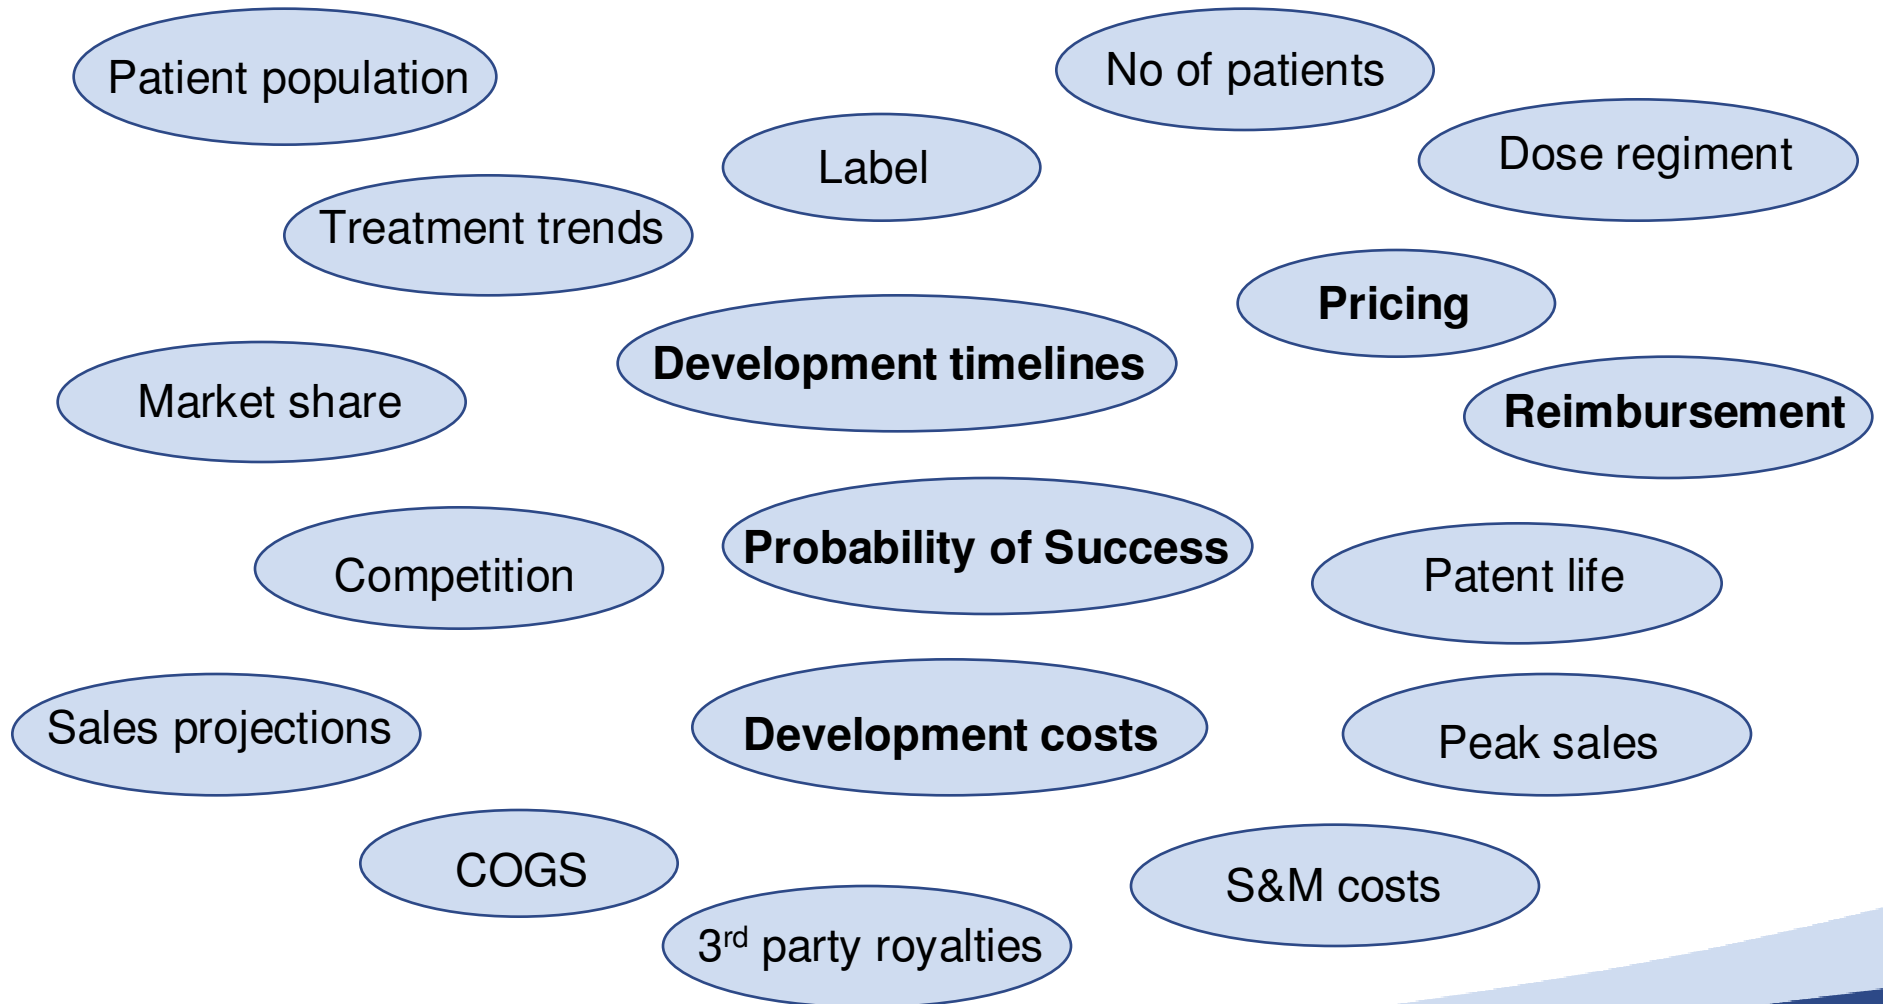 Patient population
No of patients
Label
Dose regiment
Treatment trends
Pricing
Development timelines
Market share
Reimbursement
Probability of Success
Competition
Patent life
Sales projections
Development costs
Peak sales
COGS
S&M costs
3rd party royalties